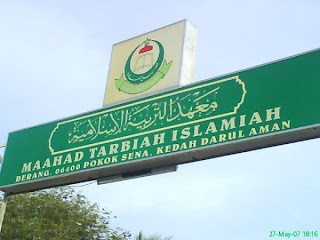 معهد التربية الإسلامية
MAAHAD TARBIAH ISLAMIAH
DERANG, 06400 POKOK SENA, KEDAH DARUL AMAN
27-May-07 18:16